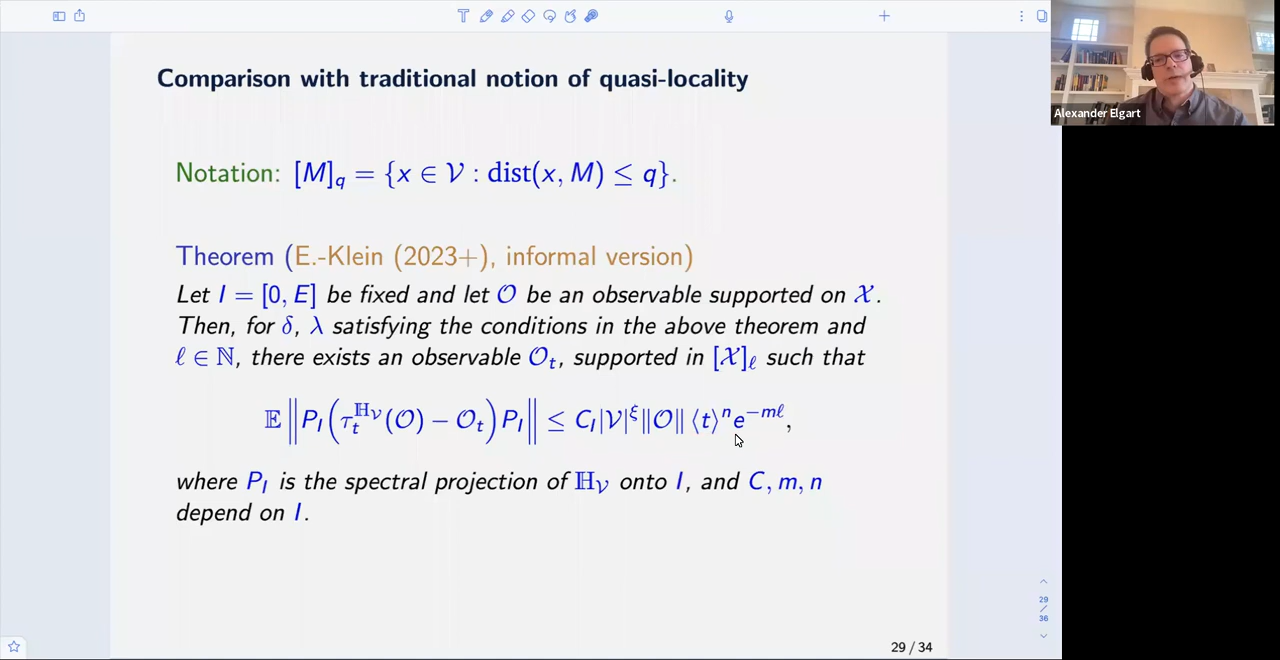 Comparison with traditional notion of quasi-locality
Alexander Elgart
Notation: [M]_q = {x ∈ 𝒱 : dist(x, M) ≤ q}.
Theorem (E.-Klein (2023+), informal version)
Let I = [0, E] be fixed and let 𝒪 be an observable supported on 𝒳.
Then, for δ, λ satisfying the conditions in the above theorem and
ℓ ∈ ℕ, there exists an observable 𝒪_t, supported in [𝒳]_ℓ such that
𝔼 ‖P_I (τ_t^{ℍ_𝒱}(𝒪) − 𝒪_t) P_I‖ ≤ C_I|𝒱|^ξ‖𝒪‖ ⟨t⟩^n e^{−mℓ},
where P_I is the spectral projection of ℍ_𝒱 onto I, and C, m, n
depend on I.
29
/
36
29 / 34